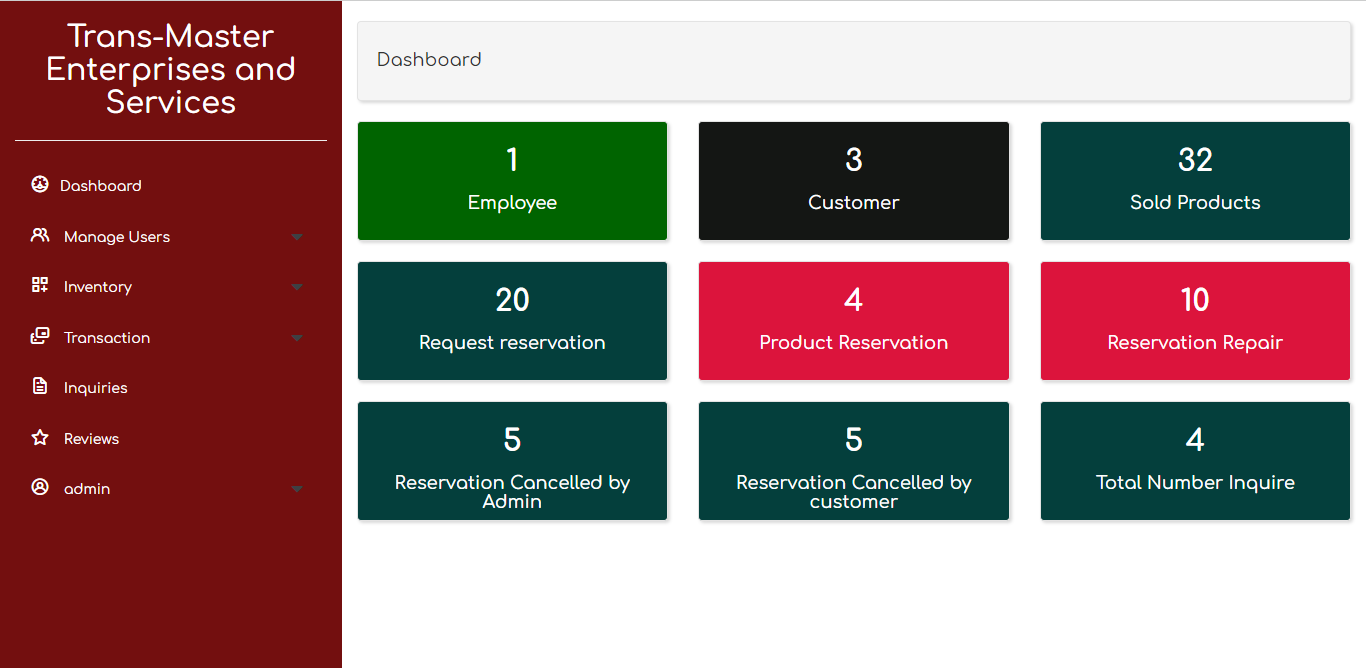 Trans-Master
Enterprises and
Services
Dashboard
Manage Users
Inventory
Transaction
Inquiries
Reviews
admin
Dashboard
1
Employee
3
Customer
32
Sold Products
20
Request reservation
4
Product Reservation
10
Reservation Repair
5
Reservation Cancelled by
Admin
5
Reservation Cancelled by
customer
4
Total Number Inquire